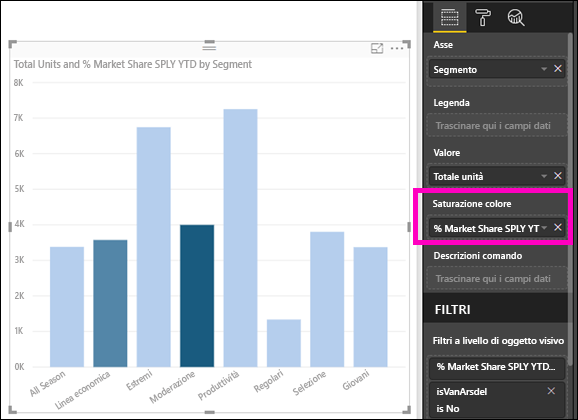 Total Units and % Market Share SPLY YTD by Segment
8K
7K
6K
5K
4K
3K
2K
1K
0K
All Season
Linea economica
Estremi
Moderazione
Produttività
Regolari
Selezione
Giovani
Asse
Segmento
Legenda
Trascinare qui i campi dati
Valore
Totale unità
Saturazione colore
% Market Share SPLY YT
Descrizioni comando
Trascinare qui i campi dati
FILTRI
Filtri a livello di oggetto visivo
% Market Share SPLY YTD...
isVanArsdel
is No